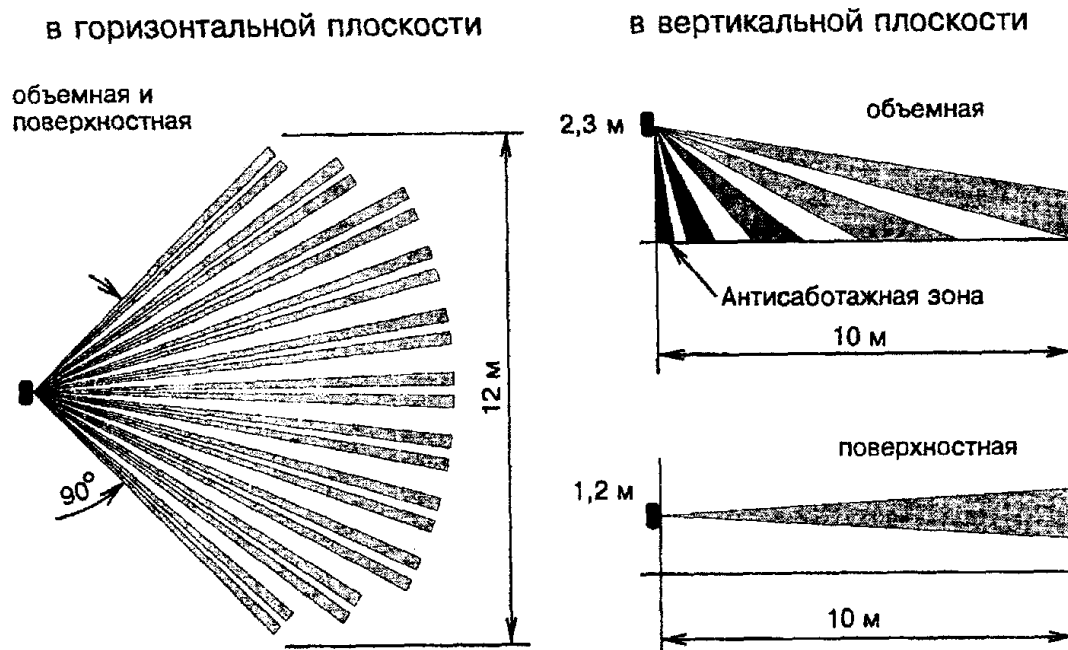 в горизонтальной плоскости
объемная и
поверхностная
12 м
90°
в вертикальной плоскости
объемная
2,3 м
Антисаботажная зона
10 м
поверхностная
1,2 м
10 м